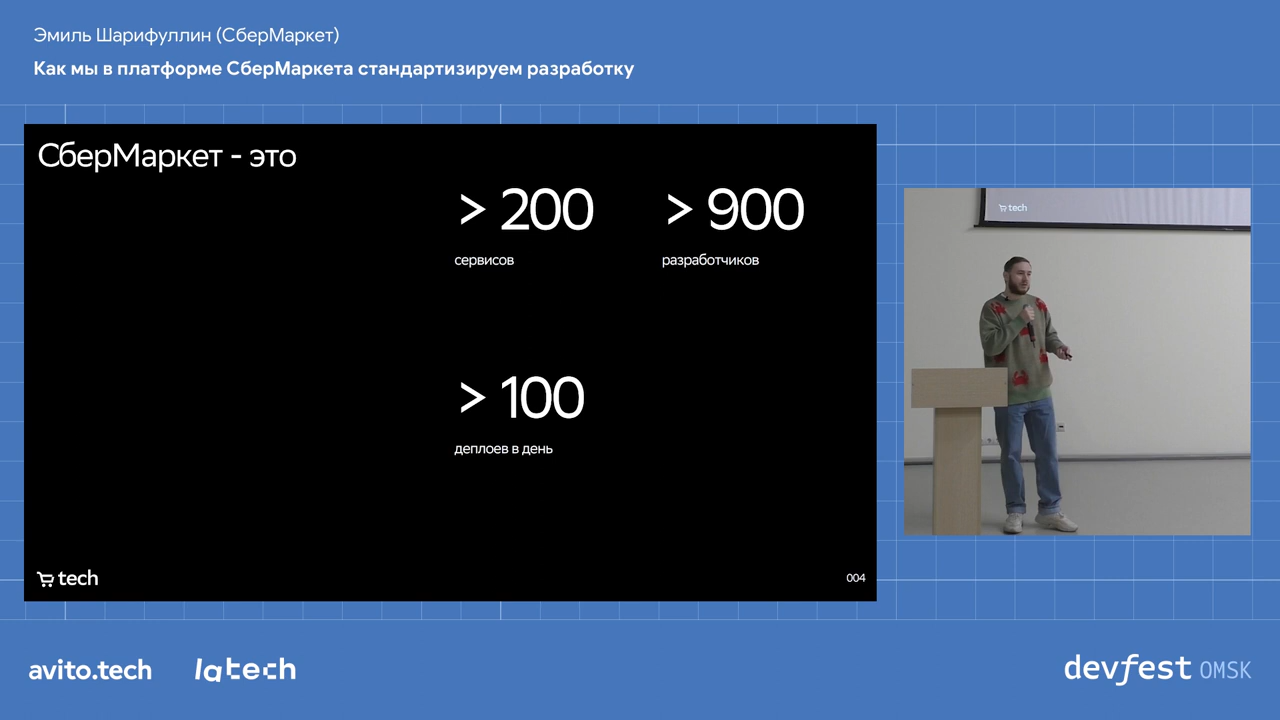 Эмиль Шарифуллин (СберМаркет)
Как мы в платформе СберМаркета стандартизируем разработку
СберМаркет - это
> 200
сервисов
> 900
разработчиков
> 100
деплоев в день
tech
004
tech
avito.tech
latech
devfest OMSK